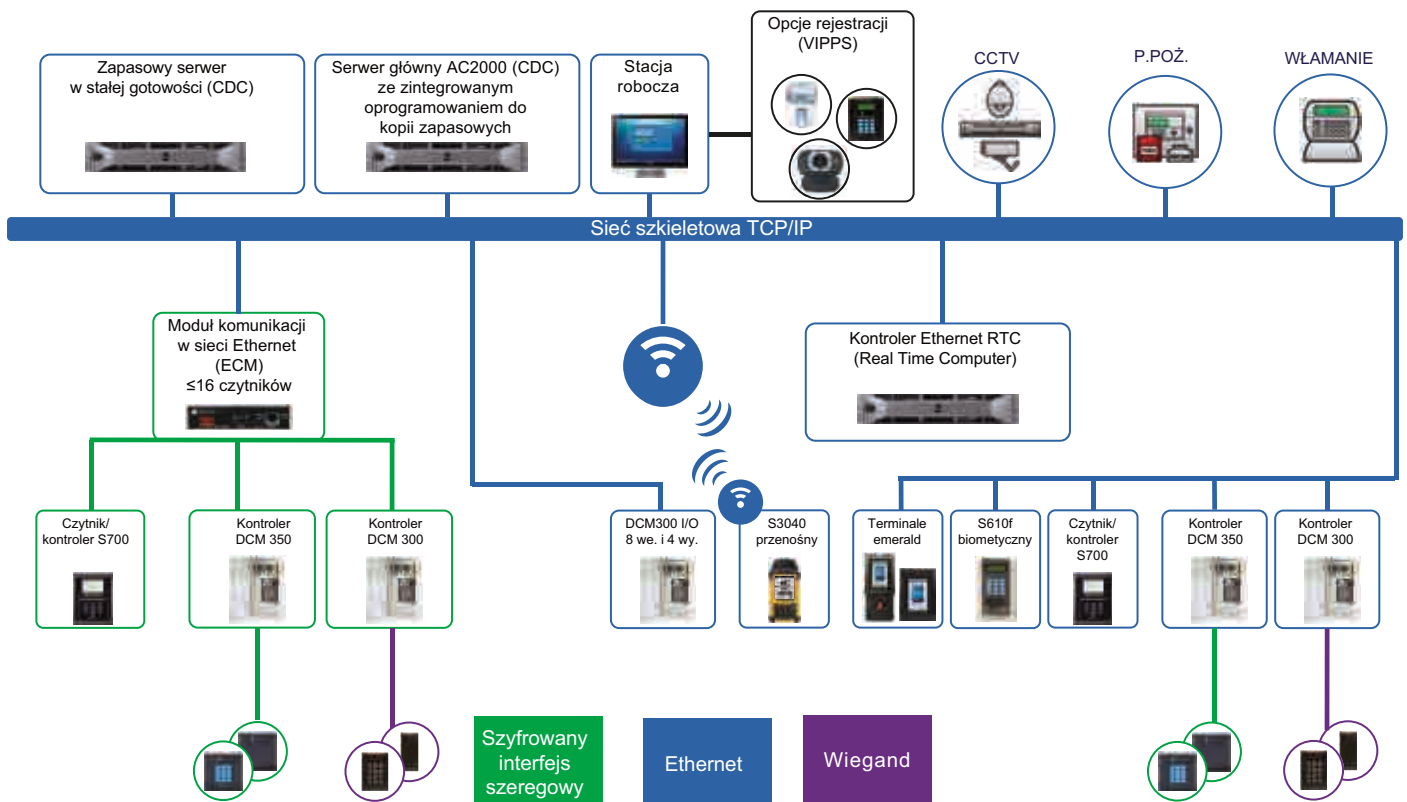 Zapasowy serwer
w stałej gotowości (CDC)
Serwer główny AC2000 (CDC)
ze zintegrowanym
oprogramowaniem do
kopii zapasowych
Stacja
robocza
Opcje rejestracji
(VIPPS)
CCTV
P.POŻ.
WŁAMANIE
Sieć szkieletowa TCP/IP
Moduł komunikacji
w sieci Ethernet
(ECM)
≤16 czytników
Kontroler Ethernet RTC
(Real Time Computer)
Czytnik/
kontroler S700
Kontroler
DCM 350
Kontroler
DCM 300
DCM300 I/O
8 we. i 4 wy.
S3040
przenośny
Terminale
emerald
S610f
biometyczny
Czytnik/
kontroler
S700
Kontroler
DCM 350
Kontroler
DCM 300
Szyfrowany
interfejs
szeregowy
Ethernet
Wiegand